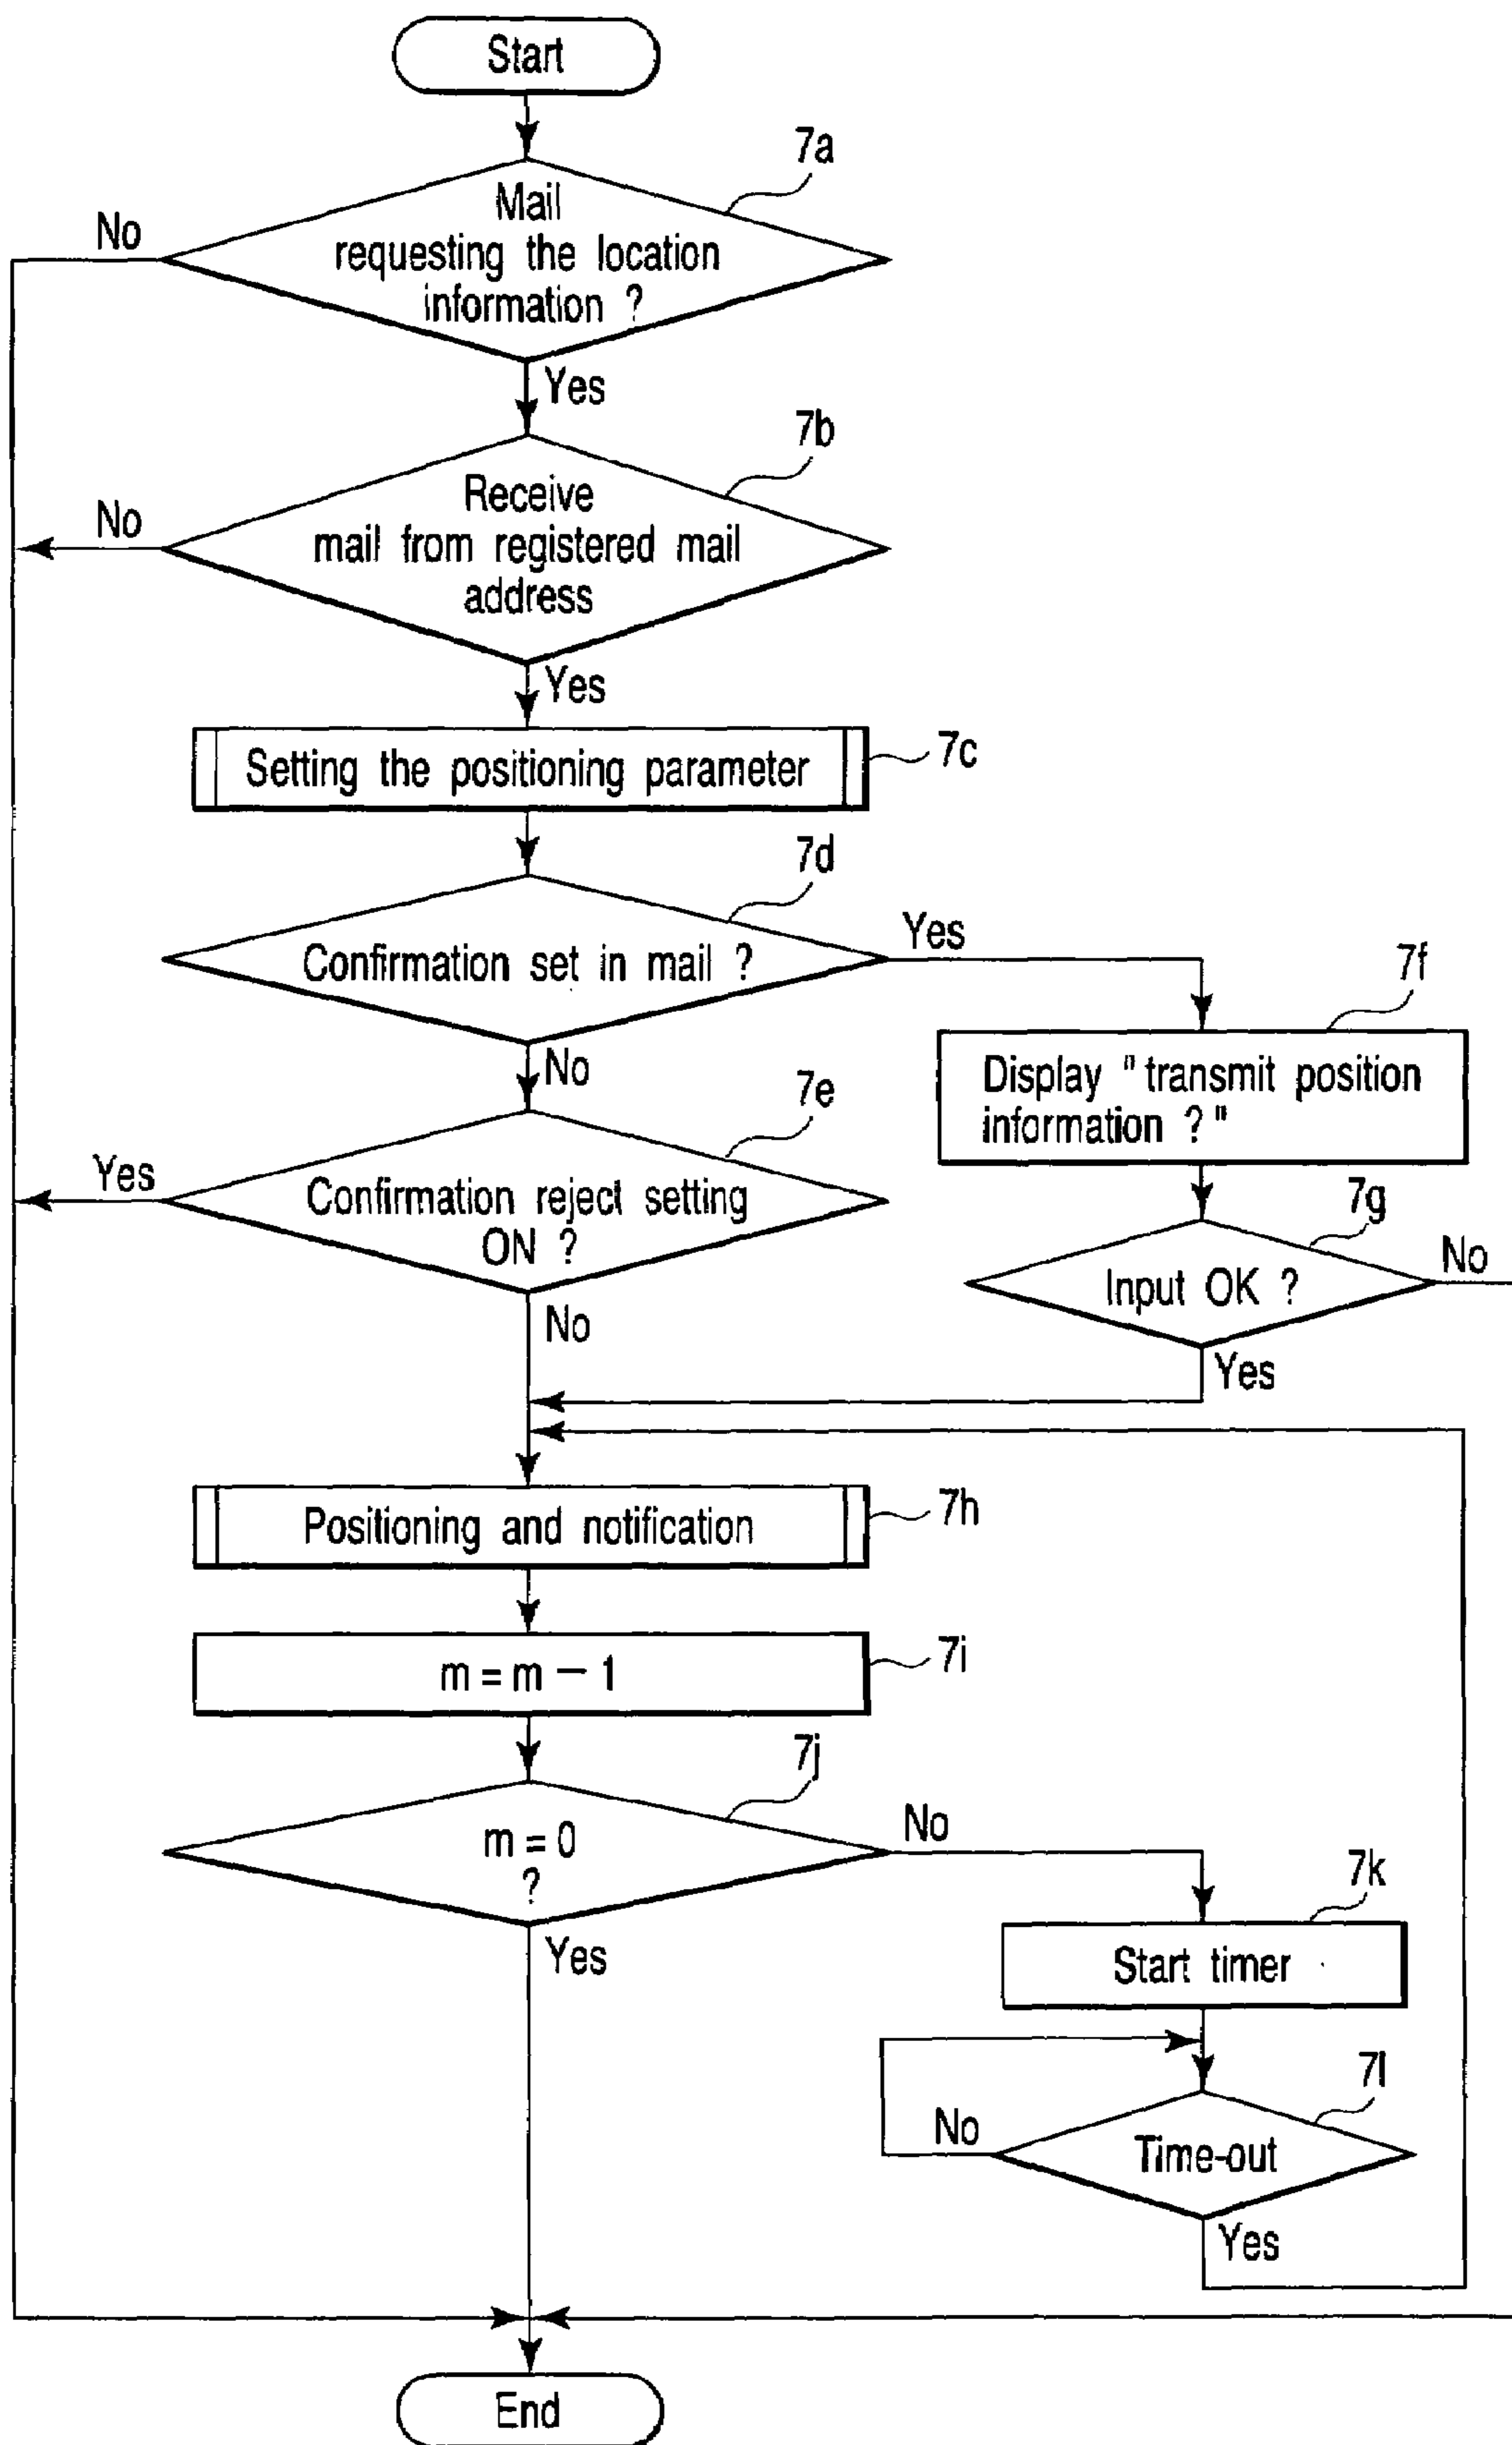 Start
7a
Mail
requesting the location
information ?
No
Yes
7b
Receive
mail from registered mail
address
No
Yes
Setting the positioning parameter
7c
7d
Confirmation set in mail ?
Yes
No
7f
Display "transmit position
information ?"
7e
Confirmation reject setting
ON ?
Yes
No
7g
Input OK ?
No
Yes
Positioning and notification
7h
m = m − 1
7i
7j
m = 0
?
No
Yes
7k
Start timer
7l
Time-out
No
Yes
End